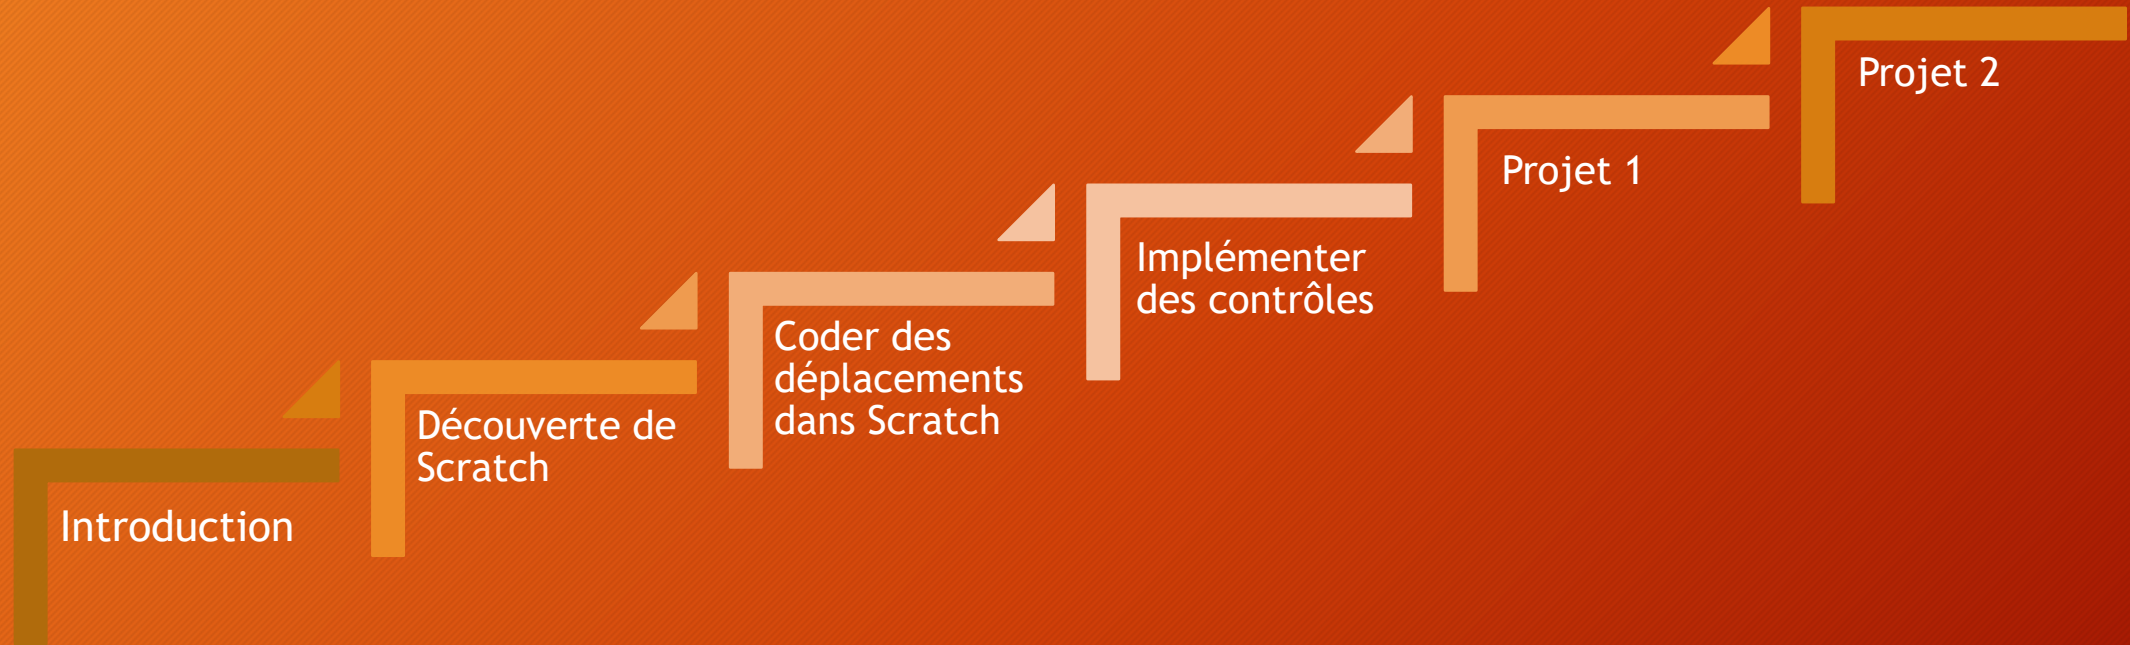 Introduction
Découverte de
Scratch
Coder des
déplacements
dans Scratch
Implémenter
des contrôles
Projet 1
Projet 2